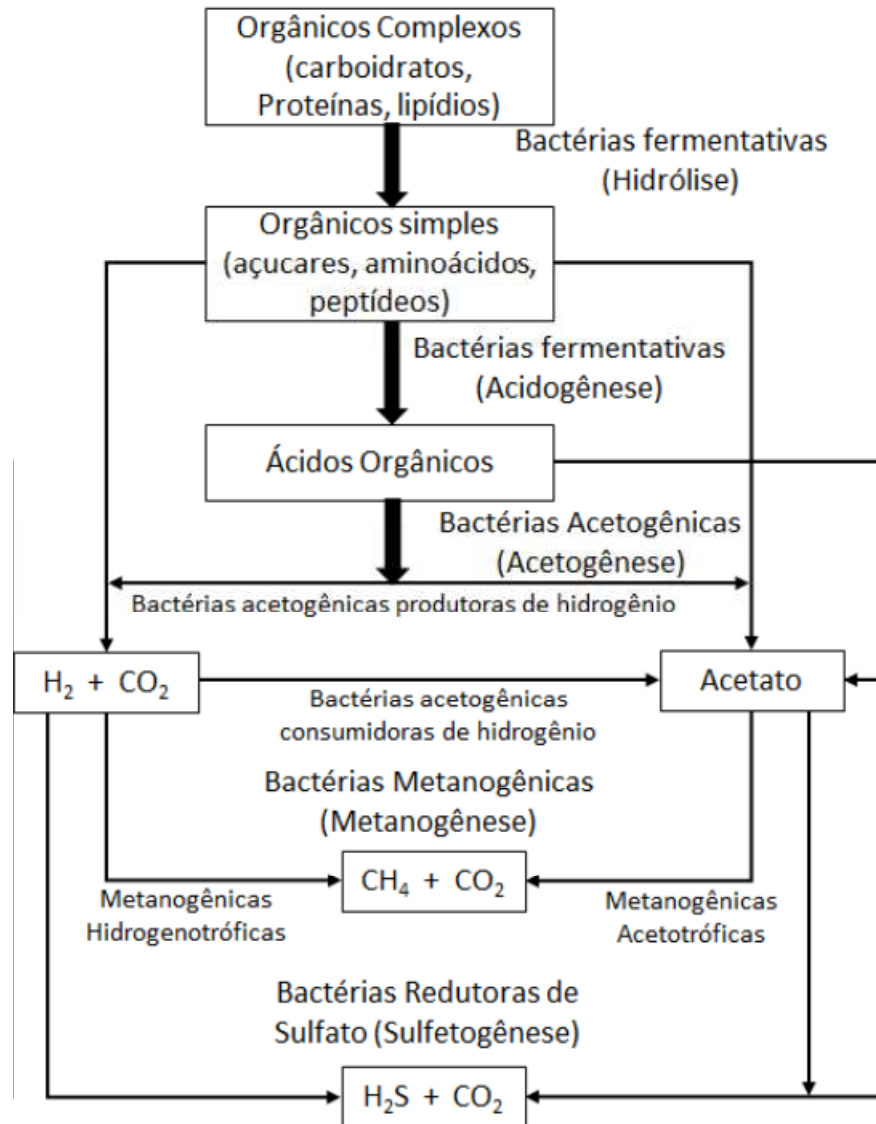 Orgânicos Complexos
(carboidratos,
Proteínas, lipídios)
Bactérias fermentativas
(Hidrólise)
Orgânicos simples
(açucares, aminoácidos,
peptídeos)
Bactérias fermentativas
(Acidogênese)
Ácidos Orgânicos
Bactérias Acetogênicas
(Acetogênese)
Bactérias acetogênicas produtoras de hidrogênio
H₂ + CO₂
Acetato
Bactérias acetogênicas
consumidoras de hidrogênio
Bactérias Metanogênicas
(Metanogênese)
CH₄ + CO₂
Metanogênicas
Hidrogenotróficas
Metanogênicas
Acetotróficas
Bactérias Redutoras de
Sulfato (Sulfetogênese)
H₂S + CO₂